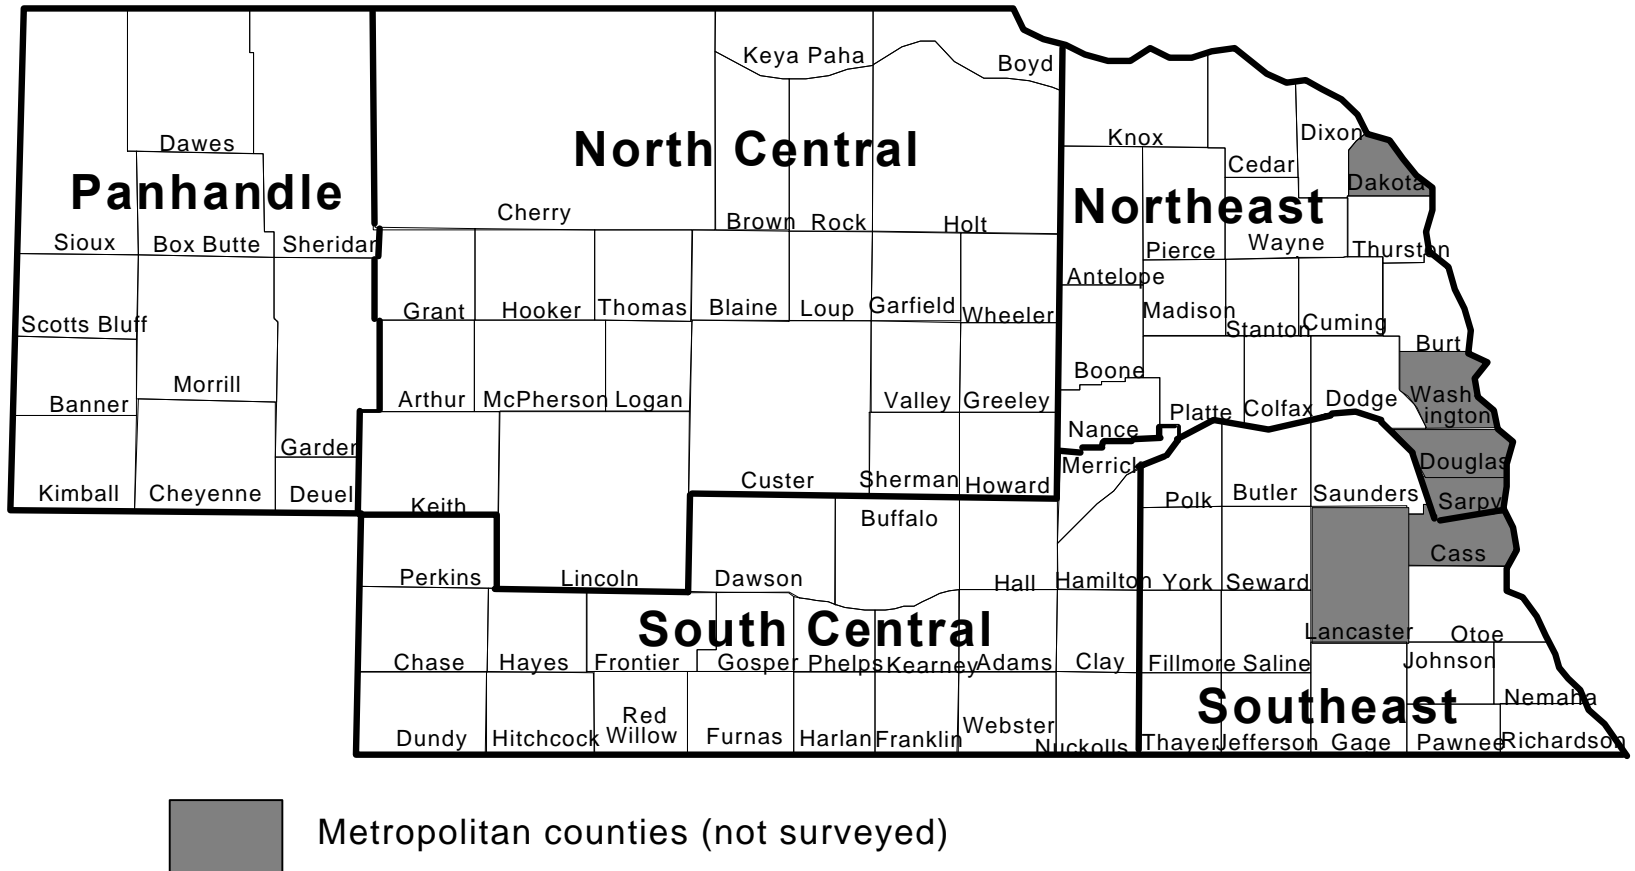 Keya Paha
Boyd
Dixon
Knox
Dawes
North Central
Cedar
Dakota
Panhandle
Northeast
Cherry
Brown
Rock
Holt
Sioux
Box Butte
Sheridan
Pierce
Wayne
Thurston
Antelope
Grant
Hooker
Thomas
Blaine
Loup
Garfield
Wheeler
Madison
Stanton
Cuming
Scotts Bluff
Burt
Boone
Morrill
Banner
Arthur
McPherson
Logan
Valley
Greeley
Platte
Colfax
Dodge
Wash-
ington
Nance
Garden
Merrick
Douglas
Kimball
Cheyenne
Deuel
Keith
Custer
Sherman
Howard
Polk
Butler
Saunders
Sarpy
Buffalo
Cass
Perkins
Lincoln
Dawson
Hall
Hamilton
York
Seward
South Central
Lancaster
Otoe
Chase
Hayes
Frontier
Gosper
Phelps
Kearney
Adams
Clay
Fillmore
Saline
Johnson
Southeast
Nemaha
Dundy
Hitchcock
Red
Willow
Furnas
Harlan
Franklin
Webster
Nuckolls
Thayer
Jefferson
Gage
Pawnee
Richardson
Metropolitan counties (not surveyed)